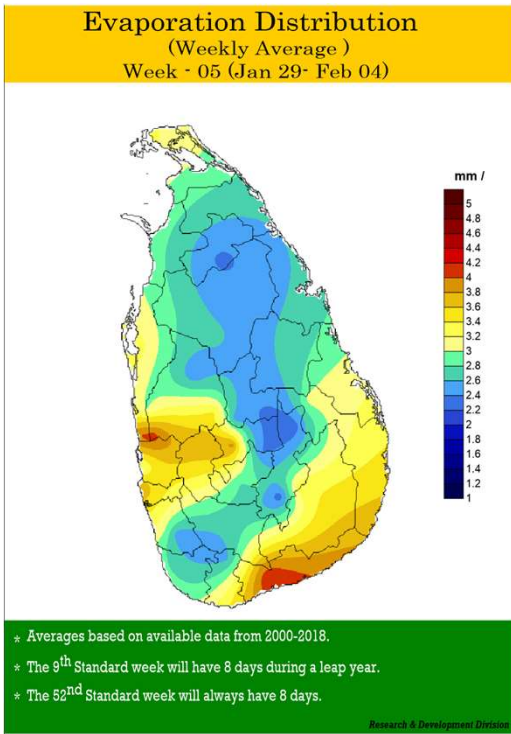 Evaporation Distribution
(Weekly Average )
Week - 05 (Jan 29- Feb 04)
mm /
5
4.8
4.6
4.4
4.2
4
3.8
3.6
3.4
3.2
3
2.8
2.6
2.4
2.2
2
1.8
1.6
1.4
1.2
1
* Averages based on available data from 2000-2018.
* The 9th Standard week will have 8 days during a leap year.
* The 52nd Standard week will always have 8 days.
Research & Development Division